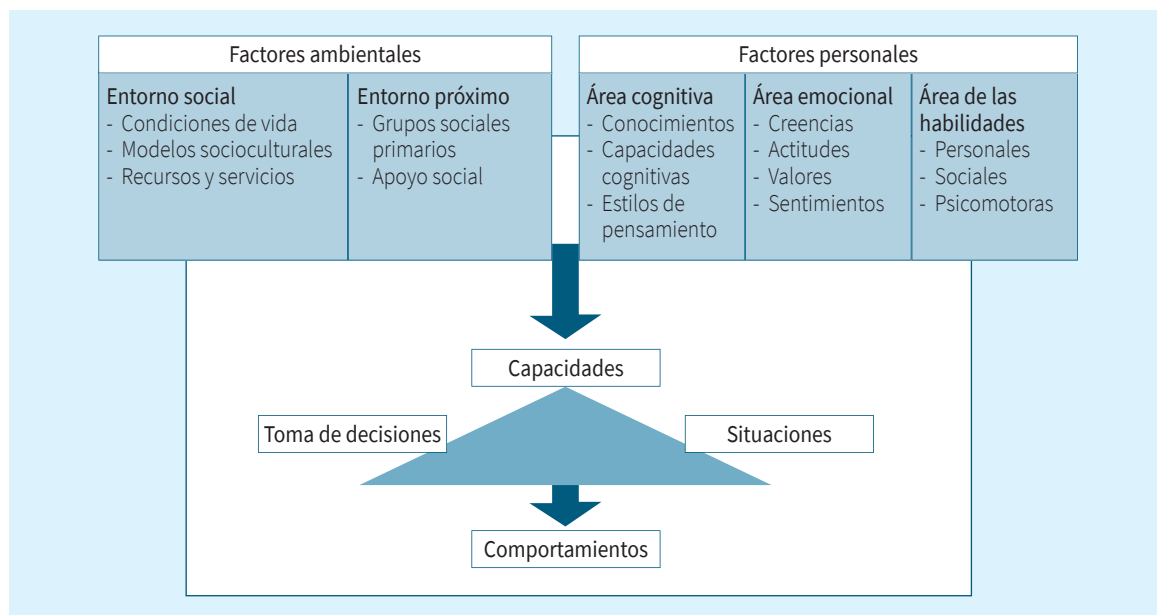 Factores ambientales
Entorno social
- Condiciones de vida
- Modelos socioculturales
- Recursos y servicios
Entorno próximo
- Grupos sociales
primarios
- Apoyo social
Factores personales
Área cognitiva
- Conocimientos
- Capacidades
cognitivas
- Estilos de
pensamiento
Área emocional
- Creencias
- Actitudes
- Valores
- Sentimientos
Área de las
habilidades
- Personales
- Sociales
- Psicomotoras
Capacidades
Toma de decisiones
Situaciones
Comportamientos